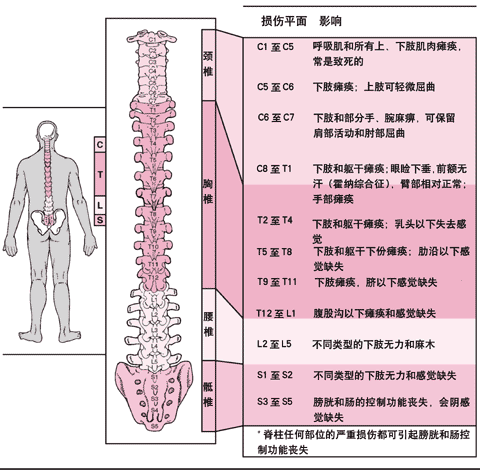 损伤平面 影响
C1 至 C5 呼吸肌和所有上、下肢肌肉瘫痪,
常是致死的
C5 至 C6 下肢瘫痪；上肢可轻微屈曲
C6 至 C7 下肢和部分手、腕麻痹，可保留
肩部活动和肘部屈曲
C8 至 T1 下肢和躯干瘫痪；眼睑下垂，前额无
汗（霍纳综合征），臂部相对正常；
手部瘫痪
T2 至 T4 下肢和躯干瘫痪；乳头以下失去感
觉
T5 至 T8 下肢和躯干下份瘫痪；肋沿以下感
觉缺失
T9 至 T11 下肢瘫痪，脐以下感觉缺失
T12 至 L1 腹股沟以下瘫痪和感觉缺失
L2 至 L5 不同类型的下肢无力和麻木
S1 至 S2 不同类型的下肢无力和感觉缺失
S3 至 S5 膀胱和肠的控制功能丧失，会阴感
觉缺失
*脊柱任何部位的严重损伤都可引起膀胱和肠控
制功能丧失
颈椎
胸椎
腰椎
骶椎
C
T
L
S
C1
C2
T10
T11
T12
S1
S2
S3
S4
S5